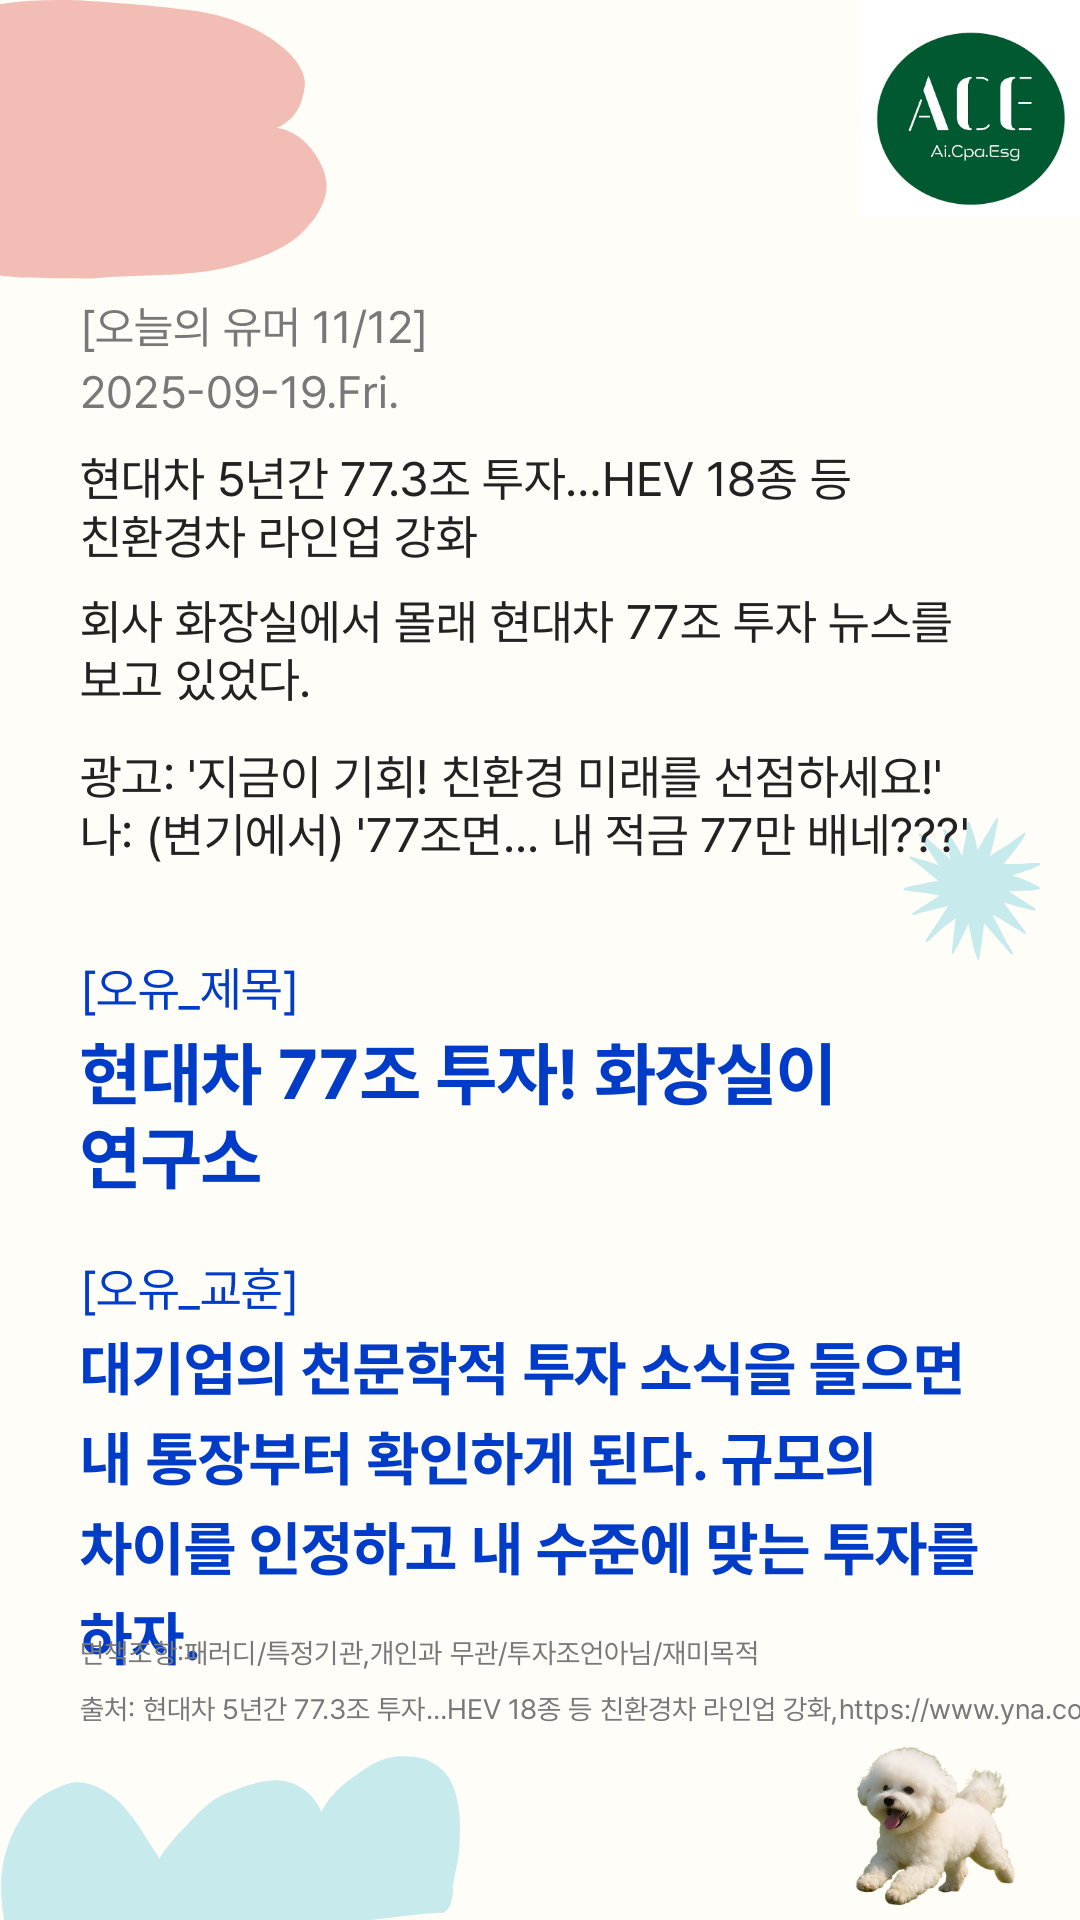 ACE
Ai.Cpa.Esg
[오늘의 유머 11/12]
2025-09-19.Fri.
현대차 5년간 77.3조 투자...HEV 18종 등
친환경차 라인업 강화
회사 화장실에서 몰래 현대차 77조 투자 뉴스를
보고 있었다.
광고: '지금이 기회! 친환경 미래를 선점하세요!'
나: (변기에서) '77조면... 내 적금 77만 배네???'
[오유_제목]
현대차 77조 투자! 화장실이
연구소
[오유_교훈]
대기업의 천문학적 투자 소식을 들으면
내 통장부터 확인하게 된다. 규모의
차이를 인정하고 내 수준에 맞는 투자를
하자.
면책조항:패러디/특정기관,개인과 무관/투자조언아님/재미목적
출처: 현대차 5년간 77.3조 투자...HEV 18종 등 친환경차 라인업 강화,https://www.yna.co